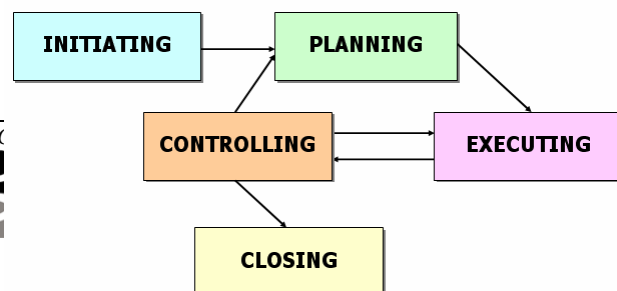 INITIATING
PLANNING
CONTROLLING
EXECUTING
CLOSING